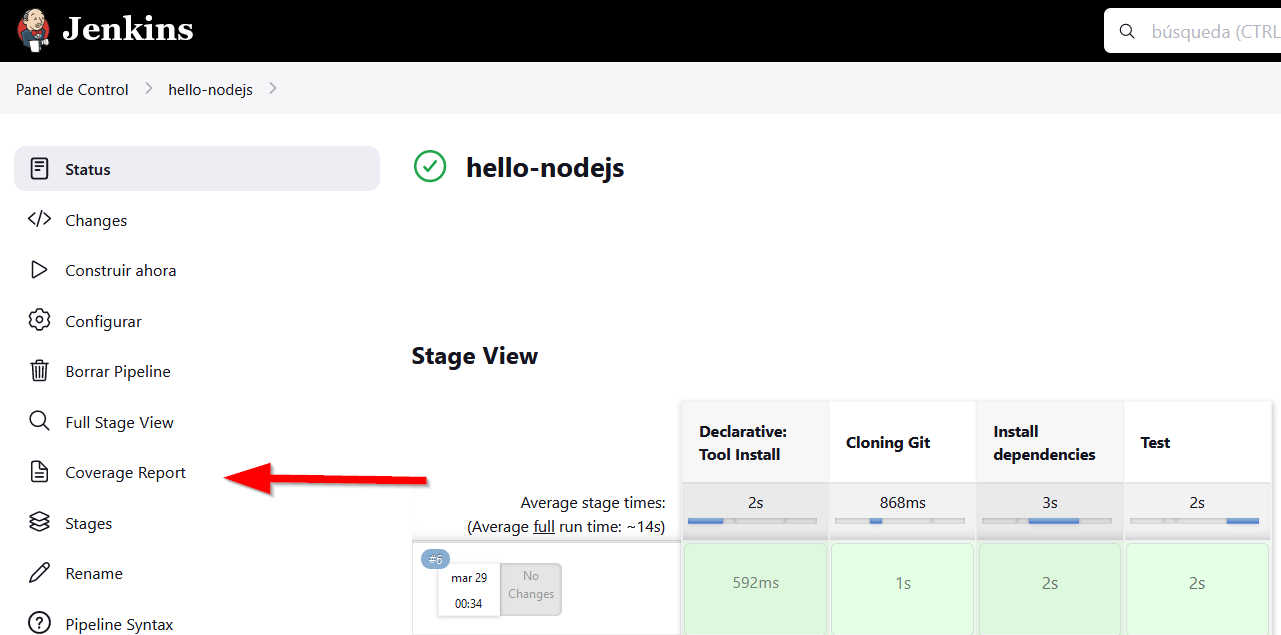 Jenkins
búsqueda (CTRL
Panel de Control
hello-nodejs
Status
Changes
Construir ahora
Configurar
Borrar Pipeline
Full Stage View
Coverage Report
Stages
Rename
Pipeline Syntax
hello-nodejs
Stage View
Declarative:
Tool Install
Cloning Git
Install
dependencies
Test
Average stage times:
(Average full run time: ~14s)
2s
868ms
3s
2s
#6
mar 29
00:34
No
Changes
592ms
1s
2s
2s